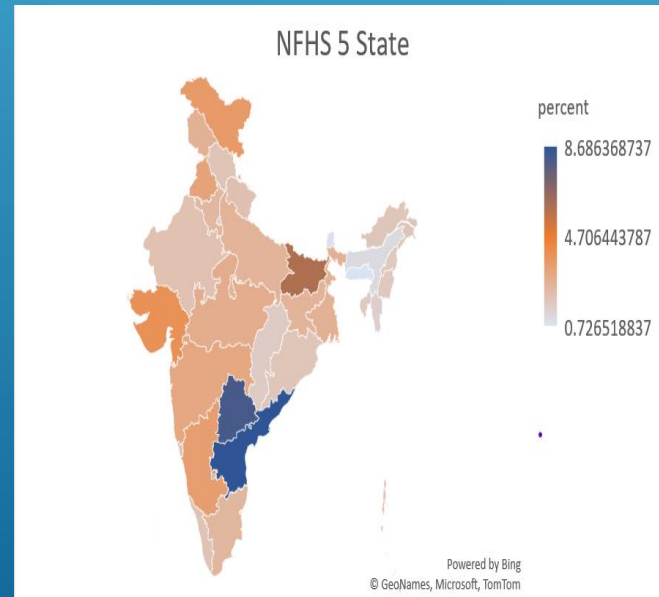 NFHS 5 State
percent
8.686368737
4.706443787
0.726518837
Powered by Bing
© GeoNames, Microsoft, TomTom